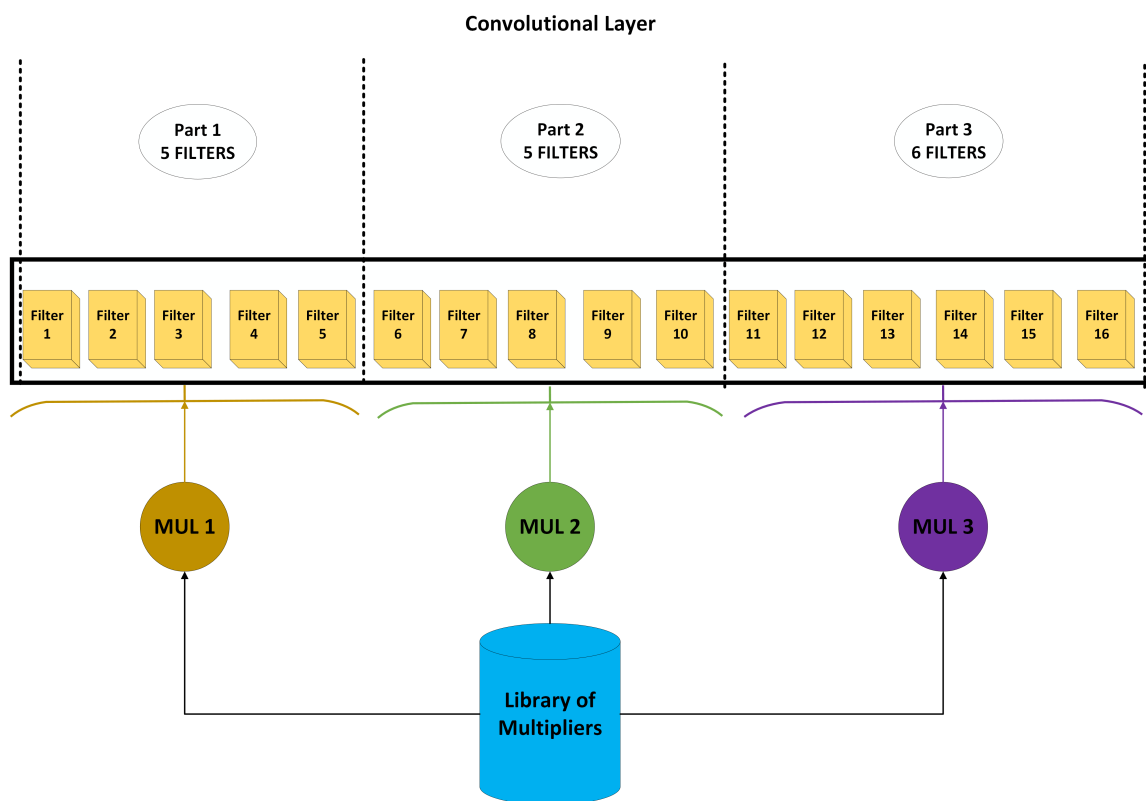 Convolutional Layer
Part 1
5 FILTERS
Part 2
5 FILTERS
Part 3
6 FILTERS
Filter
1
Filter
2
Filter
3
Filter
4
Filter
5
Filter
6
Filter
7
Filter
8
Filter
9
Filter
10
Filter
11
Filter
12
Filter
13
Filter
14
Filter
15
Filter
16
MUL 1
MUL 2
MUL 3
Library of
Multipliers